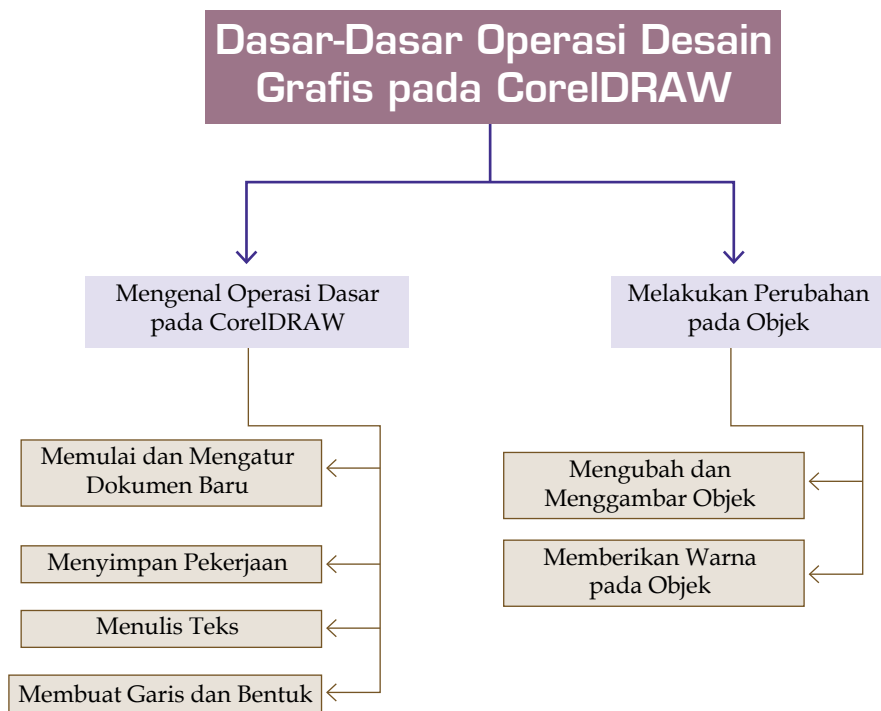 Dasar-Dasar Operasi Desain
Grafis pada CorelDRAW
Mengenal Operasi Dasar
pada CorelDRAW
Memulai dan Mengatur
Dokumen Baru
Menyimpan Pekerjaan
Menulis Teks
Membuat Garis dan Bentuk
Melakukan Perubahan
pada Objek
Mengubah dan
Menggambar Objek
Memberikan Warna
pada Objek